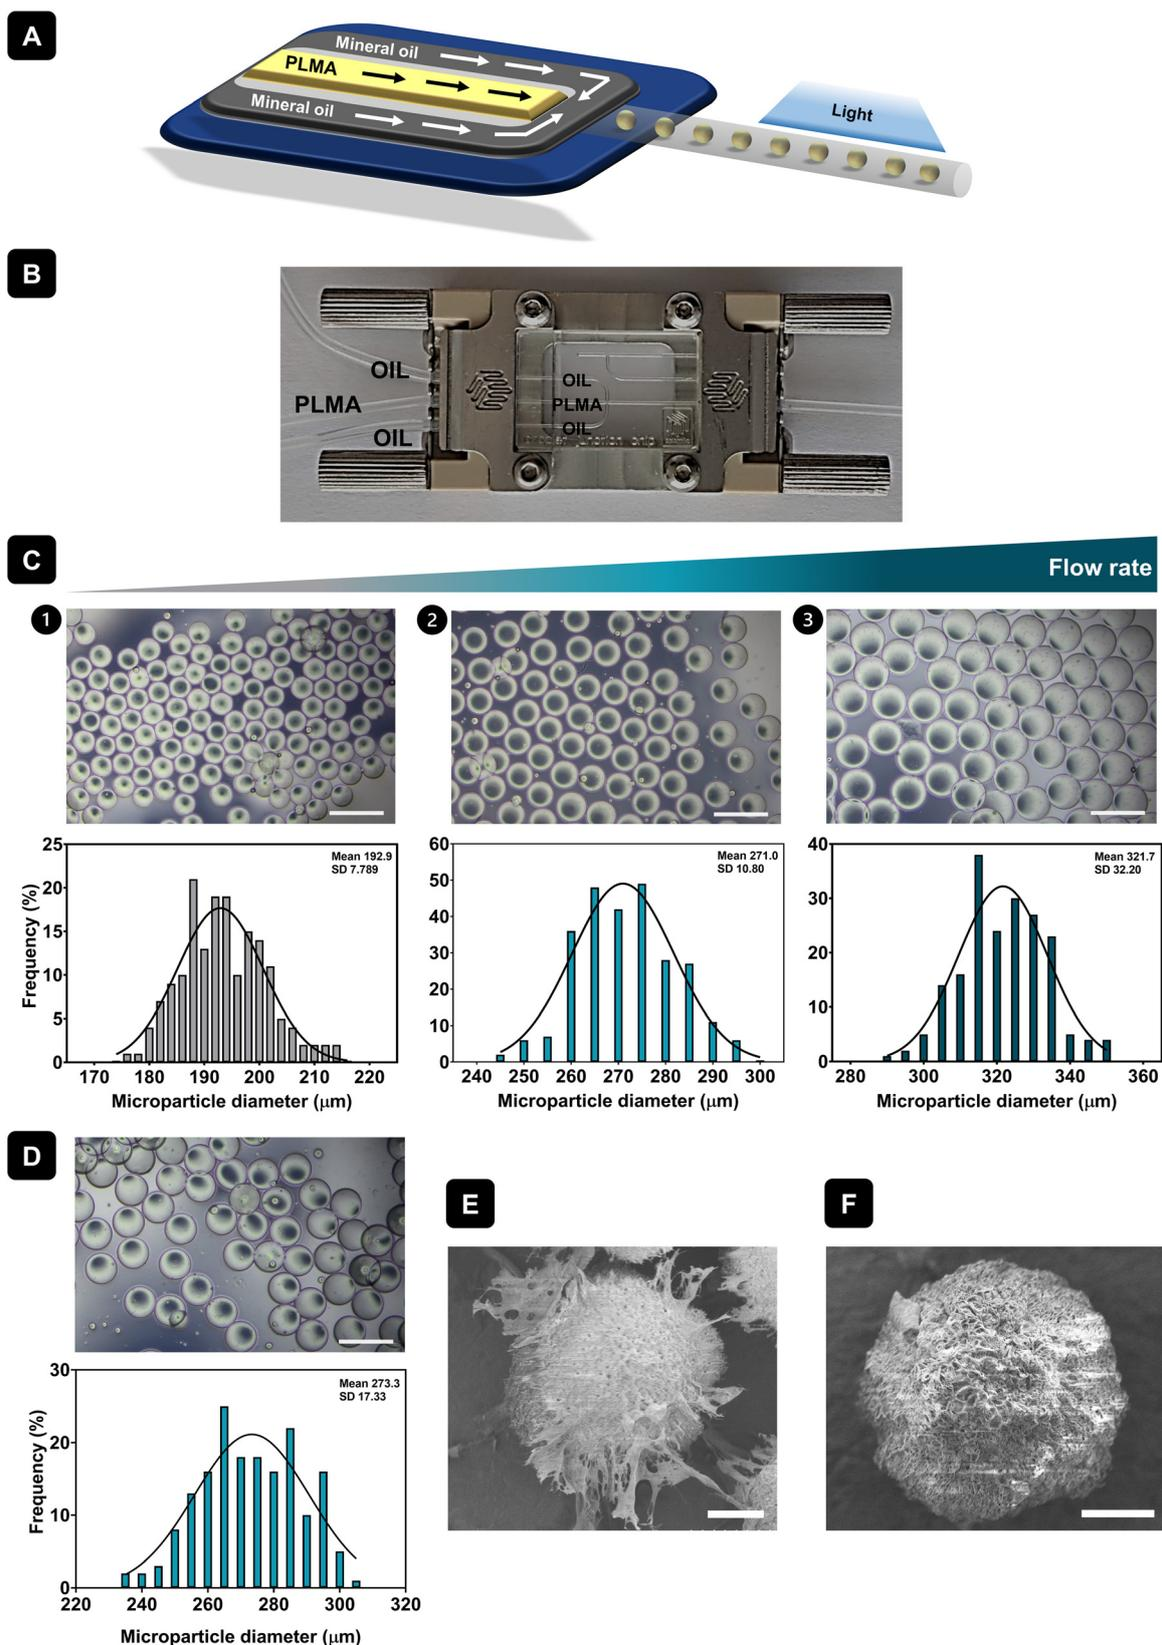 A
Mineral oil
PLMA
Mineral oil
Light
B
OIL
PLMA
OIL
OIL
PLMA
OIL
junction chip
C
Flow rate
1
2
3
25
20
15
10
5
0
Frequency (%)
Mean 192.9
SD 7.789
170 180 190 200 210 220
Microparticle diameter (μm)
60
50
40
30
20
10
0
Mean 271.0
SD 10.80
240 250 260 270 280 290 300
Microparticle diameter (μm)
40
30
20
10
0
Mean 321.7
SD 32.20
280 300 320 340 360
Microparticle diameter (μm)
D
30
20
10
0
Frequency (%)
Mean 273.3
SD 17.33
220 240 260 280 300 320
Microparticle diameter (μm)
E
F